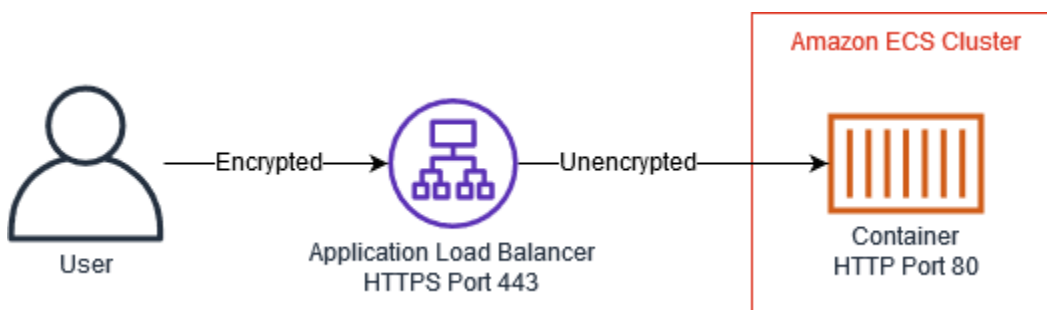 Amazon ECS Cluster
Encrypted
Unencrypted
User
Application Load Balancer
HTTPS Port 443
Container
HTTP Port 80